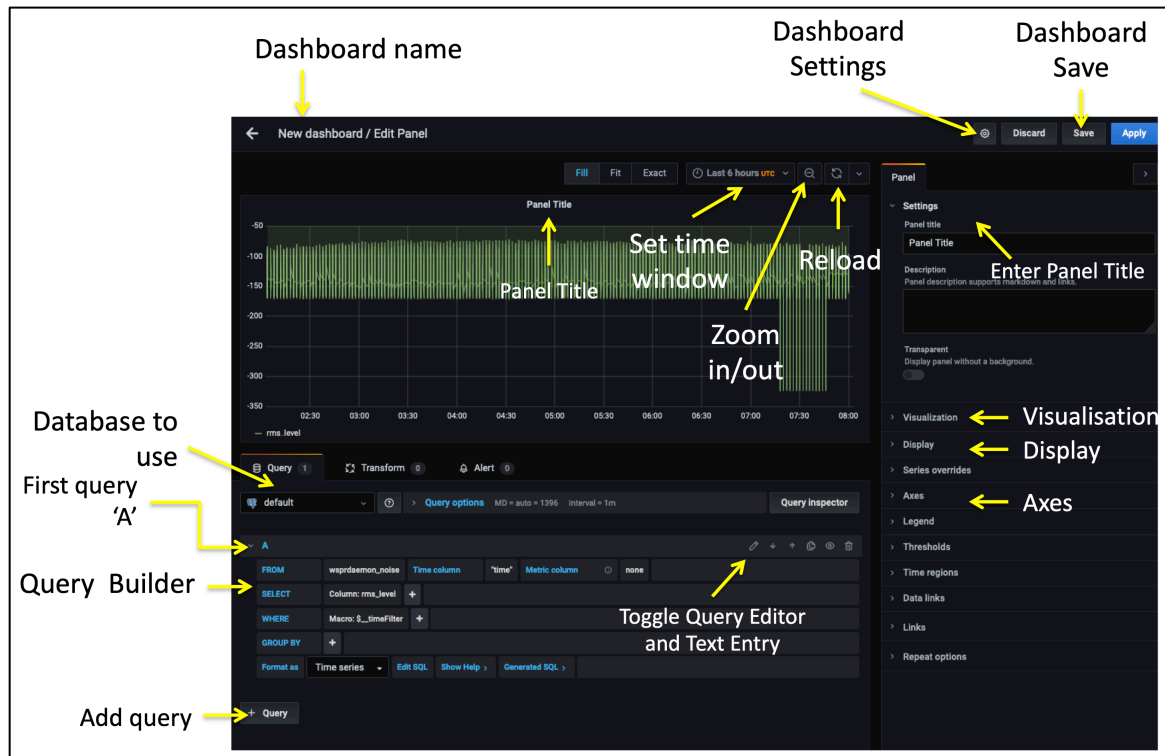 Dashboard name
Dashboard
Settings
Dashboard
Save
New dashboard / Edit Panel
Discard
Save
Apply
Fill
Fit
Exact
Last 6 hours UTC
Panel
Panel Title
Settings
Panel title
Panel Title
Enter Panel Title
Description
Panel description supports markdown and links.
Transparent
Display panel without a background.
-50
-100
-150
-200
-250
-300
-350
02:30
03:00
03:30
04:00
04:30
05:00
05:30
06:00
06:30
07:00
07:30
08:00
rms_level
Panel Title
Set time
window
Reload
Zoom
in/out
Visualization
Visualisation
Display
Display
Series overrides
Axes
Axes
Legend
Thresholds
Time regions
Data links
Links
Repeat options
Database to
use
First query
‘A’
Query Builder
Add query
Query 1
Transform 0
Alert 0
default
Query options MD = auto = 1396 Interval = 1m
Query inspector
A
FROM wsprdaemon_noise Time column "time" Metric column none
SELECT Column: rms_level +
WHERE Macro: $__timeFilter +
GROUP BY +
Format as Time series Edit SQL Show Help > Generated SQL >
Toggle Query Editor
and Text Entry
+ Query